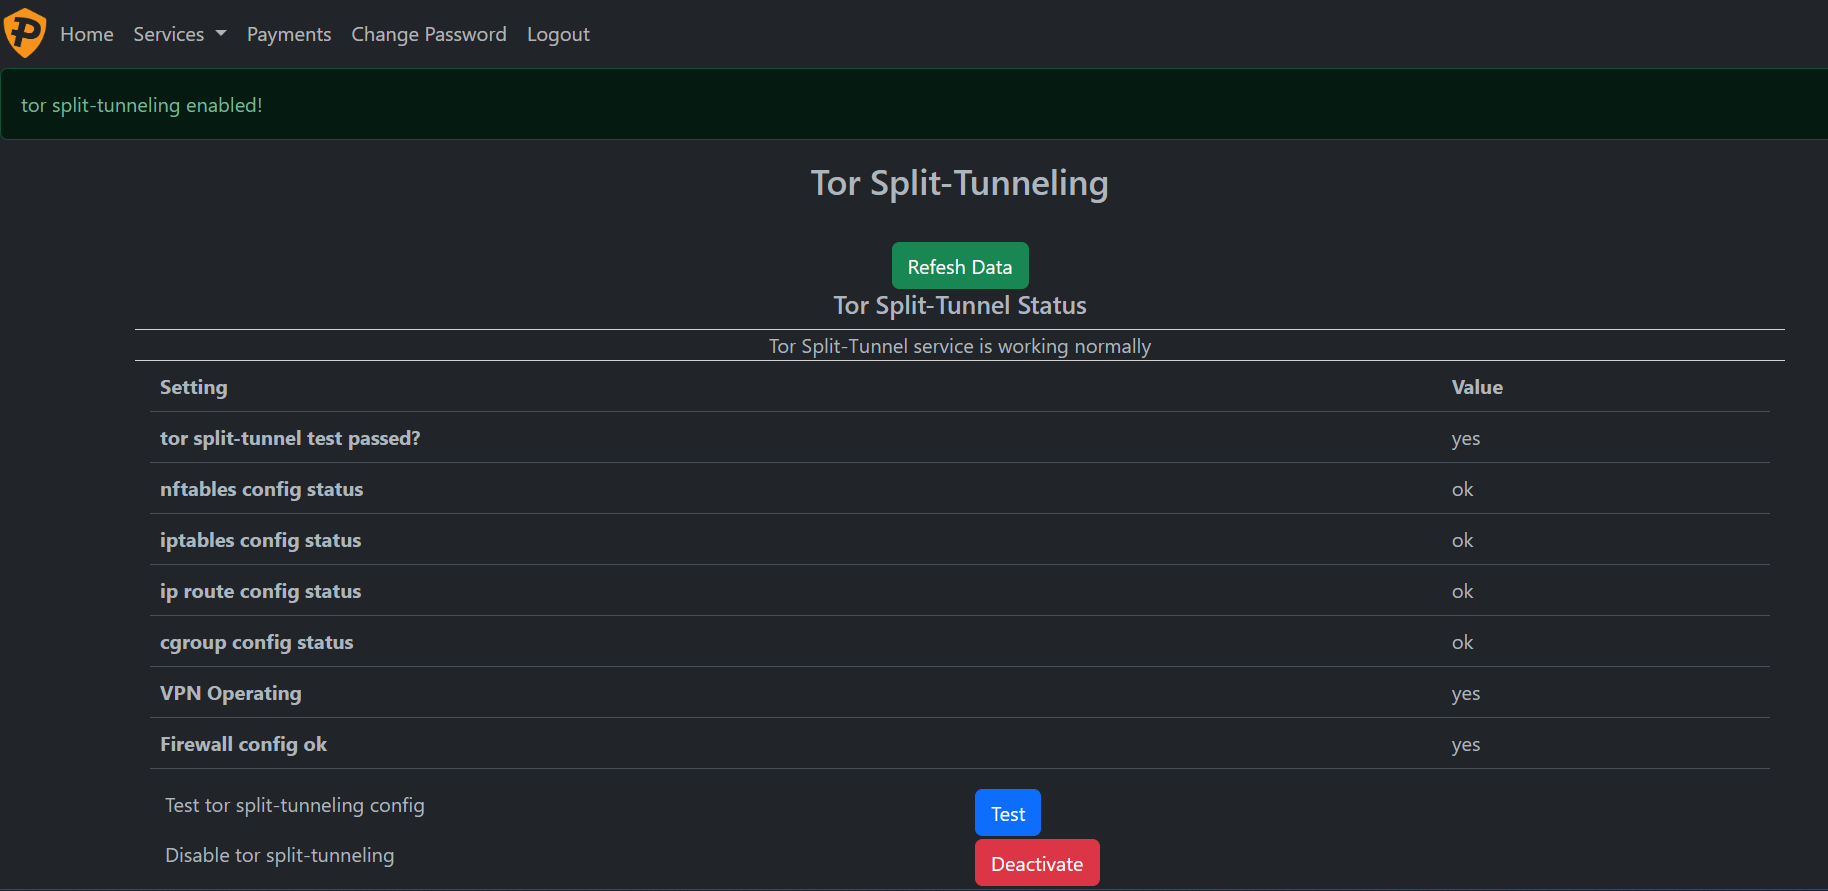 Home Services Payments Change Password Logout
tor split-tunneling enabled!
Tor Split-Tunneling
Refesh Data
Tor Split-Tunnel Status
Tor Split-Tunnel service is working normally
Setting Value
tor split-tunnel test passed? yes
nftables config status ok
iptables config status ok
ip route config status ok
cgroup config status ok
VPN Operating yes
Firewall config ok yes
Test tor split-tunneling config Test
Disable tor split-tunneling Deactivate